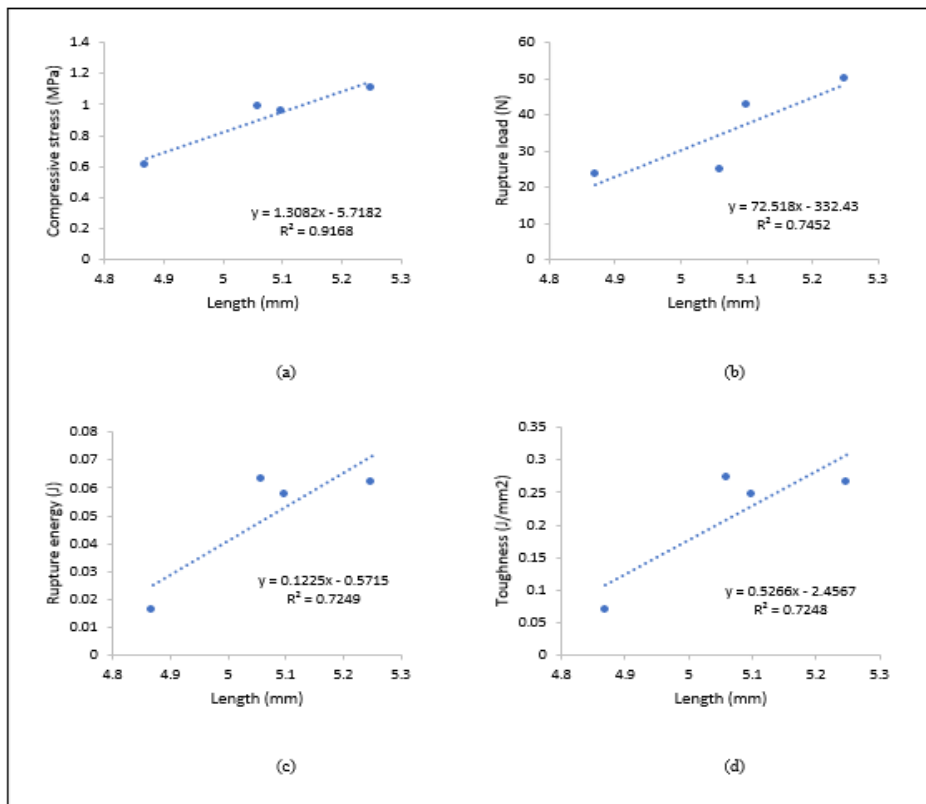 Compressive stress (MPa)
1.4
1.2
1
0.8
0.6
0.4
0.2
0
y = 1.3082x - 5.7182
R² = 0.9168
4.8 4.9 5 5.1 5.2 5.3
Length (mm)
(a)
Rupture load (N)
60
50
40
30
20
10
0
y = 72.518x - 332.43
R² = 0.7452
4.8 4.9 5 5.1 5.2 5.3
Length (mm)
(b)
Rupture energy (J)
0.08
0.07
0.06
0.05
0.04
0.03
0.02
0.01
0
y = 0.1225x - 0.5715
R² = 0.7249
4.8 4.9 5 5.1 5.2 5.3
Length (mm)
(c)
Toughness (J/mm2)
0.35
0.3
0.25
0.2
0.15
0.1
0.05
0
y = 0.5266x - 2.4567
R² = 0.7248
4.8 4.9 5 5.1 5.2 5.3
Length (mm)
(d)